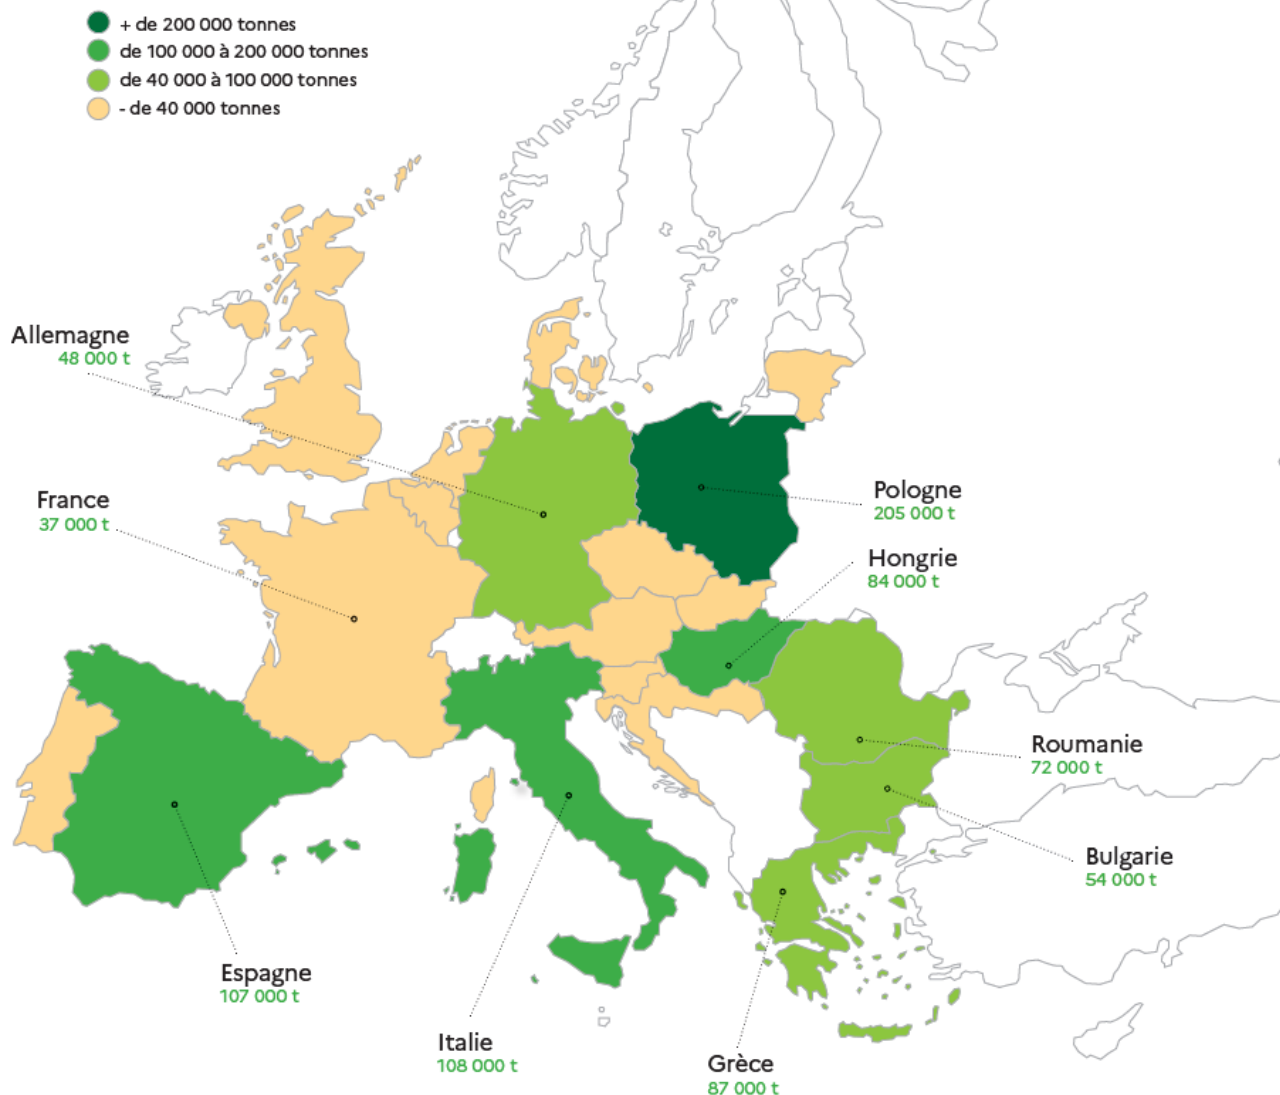 + de 200 000 tonnes
de 100 000 à 200 000 tonnes
de 40 000 à 100 000 tonnes
- de 40 000 tonnes
Allemagne
48 000 t
France
37 000 t
Pologne
205 000 t
Hongrie
84 000 t
Roumanie
72 000 t
Bulgarie
54 000 t
Espagne
107 000 t
Italie
108 000 t
Grèce
87 000 t